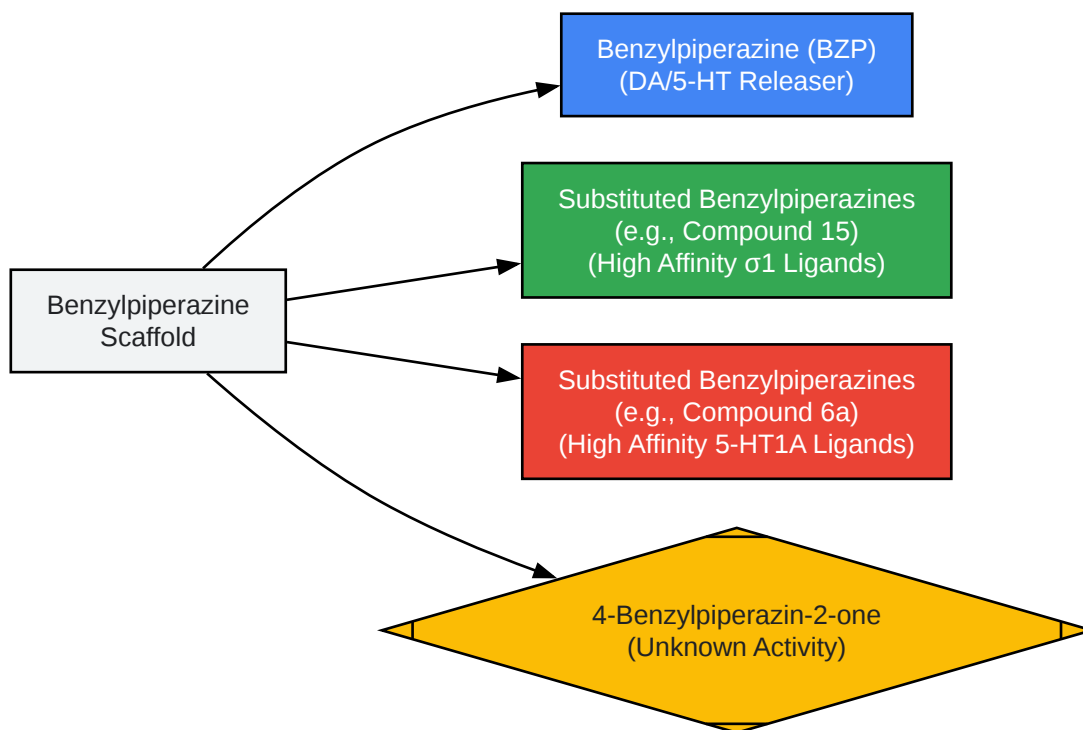 Benzylpiperazine (BZP)
(DA/5-HT Releaser)
Substituted Benzylpiperazines
(e.g., Compound 15)
(High Affinity σ1 Ligands)
Benzylpiperazine
Scaffold
Substituted Benzylpiperazines
(e.g., Compound 6a)
(High Affinity 5-HT1A Ligands)
4-Benzylpiperazin-2-one
(Unknown Activity)